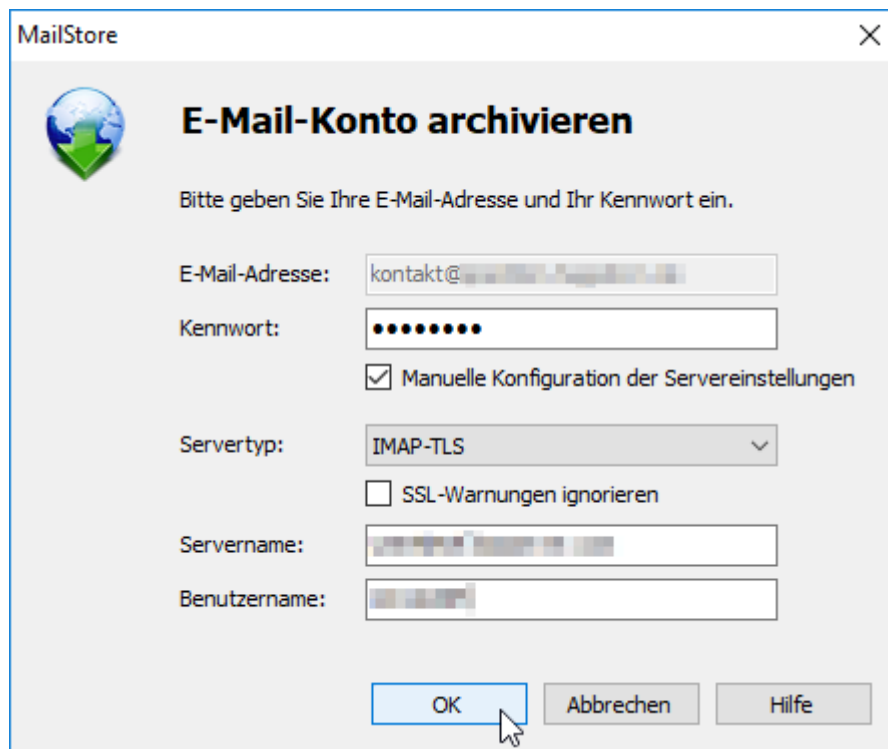 MailStore
E-Mail-Konto archivieren
Bitte geben Sie Ihre E-Mail-Adresse und Ihr Kennwort ein.
E-Mail-Adresse: kontakt@
Kennwort: ●●●●●●●●
Manuelle Konfiguration der Servereinstellungen
Servertyp: IMAP-TLS
SSL-Warnungen ignorieren
Servername:
Benutzername:
OK Abbrechen Hilfe